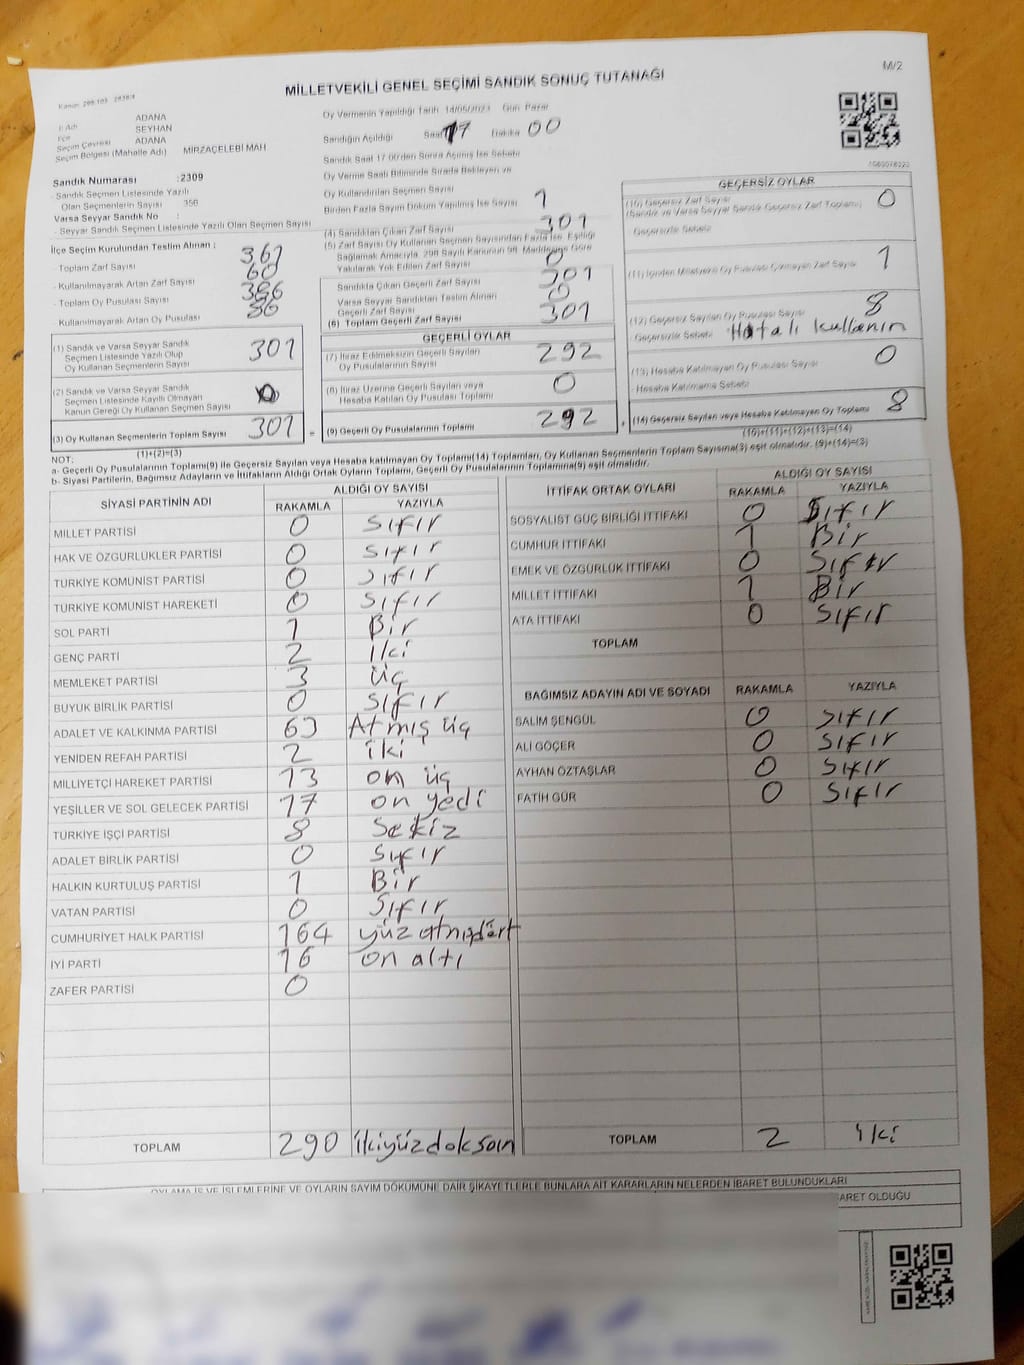 M/2
MİLLETVEKİLİ GENEL SEÇİMİ SANDIK SONUÇ TUTANAĞI
İl Adı ADANA
İlçe SEYHAN
Seçim Çevresi ADANA
Seçim Bölgesi (Mahalle Adı) MİRZAÇELEBİ MAH
Oy Vermenin Yapıldığı Tarih 14/05/2023 Gün Pazar
Sandığın Açıldığı Saat 17 Dakika 00
Sandık Saat 17.00'den Sonra Açılmış İse Sebebi
Oy Verme Saati Bitiminde Sırada Bekleyen ve
Oy Kullandırılan Seçmen Sayısı
Birden Fazla Sayım Döküm Yapılmış İse Sayısı 1
Sandık Numarası :2309
- Sandık Seçmen Listesinde Yazılı
Olan Seçmenlerin Sayısı 356
Varsa Seyyar Sandık No :
- Seyyar Sandık Seçmen Listesinde Yazılı Olan Seçmen Sayısı
İlçe Seçim Kurulundan Teslim Alınan :
- Toplam Zarf Sayısı 361
- Kullanılmayarak Artan Zarf Sayısı 60
- Toplam Oy Pusulası Sayısı
- Kullanılmayarak Artan Oy Pusulası
(1) Sandık ve Varsa Seyyar Sandık
Seçmen Listesinde Yazılı Olup
Oy Kullanan Seçmenlerin Sayısı 301
(2) Sandık ve Varsa Seyyar Sandık
Seçmen Listesinde Kayıtlı Olmayan
Kanun Gereği Oy Kullanan Seçmen Sayısı 0
(3) Oy Kullanan Seçmenlerin Toplam Sayısı 301
(1)+(2)=(3)
(4) Sandıktan Çıkan Zarf Sayısı 301
(5) Zarf Sayısı Oy Kullanan Seçmen Sayısından Fazla İse, Eşitliği
Sağlamak Amacıyla, 298 Sayılı Kanunun 98. Maddesine Göre
Yakılarak Yok Edilen Zarf Sayısı 0
Sandıkta Çıkan Geçerli Zarf Sayısı 301
Varsa Seyyar Sandıktan Teslim Alınan
Geçerli Zarf Sayısı 0
(6) Toplam Geçerli Zarf Sayısı 301
GEÇERLİ OYLAR
(7) İtiraz Edilmeksizin Geçerli Sayılan
Oy Pusulalarının Sayısı 292
(8) İtiraz Üzerine Geçerli Sayılan veya
Hesaba Katılan Oy Pusulası Toplamı 0
(9) Geçerli Oy Pusulalarının Toplamı 292
GEÇERSİZ OYLAR
(10) Geçersiz Zarf Sayısı 0
(Sandık ve Varsa Seyyar Sandık Geçersiz Zarf Toplamı)
Geçersizlik Sebebi
(11) İçinden Milletvekili Oy Pusulası Çıkmayan Zarf Sayısı 1
(12) Geçersiz Sayılan Oy Pusulası Sayısı 8
Geçersizlik Sebebi Hatalı kullanım
(13) Hesaba Katılmayan Oy Pusulası Sayısı 0
Hesaba Katılmama Sebebi
(14) Geçersiz Sayılan veya Hesaba Katılmayan Oy Toplamı 8
(10)+(11)+(12)+(13)=(14)
NOT:
a- Geçerli Oy Pusulalarının Toplamı(9) ile Geçersiz Sayılan veya Hesaba katılmayan Oy Toplamı(14) Toplamları, Oy Kullanan Seçmenlerin Toplam Sayısına(3) eşit olmalıdır. (9)+(14)=(3)
b- Siyasi Partilerin, Bağımsız Adayların ve İttifakların Aldığı Ortak Oyların Toplamı, Geçerli Oy Pusulalarının Toplamına(9) eşit olmalıdır.
SİYASİ PARTİNİN ADI ALDIĞI OY SAYISI
RAKAMLA YAZIYLA
MİLLET PARTİSİ 0 Sıfır
HAK VE ÖZGÜRLÜKLER PARTİSİ 0 Sıfır
TÜRKİYE KOMÜNİST PARTİSİ 0 Sıfır
TÜRKİYE KOMÜNİST HAREKETİ 0 Sıfır
SOL PARTİ 1 Bir
GENÇ PARTİ 2 iki
MEMLEKET PARTİSİ 3 üç
BÜYÜK BİRLİK PARTİSİ 0 Sıfır
ADALET VE KALKINMA PARTİSİ 63 Atmış üç
YENİDEN REFAH PARTİSİ 2 iki
MİLLİYETÇİ HAREKET PARTİSİ 13 on üç
YEŞİLLER VE SOL GELECEK PARTİSİ 17 on yedi
TÜRKİYE İŞÇİ PARTİSİ 8 Sekiz
ADALET BİRLİK PARTİSİ 0 Sıfır
HALKIN KURTULUŞ PARTİSİ 1 Bir
VATAN PARTİSİ 0 Sıfır
CUMHURİYET HALK PARTİSİ 164 yüz atmışdört
İYİ PARTİ 16 on altı
ZAFER PARTİSİ 0
TOPLAM 290 ikiyüzdoksan
İTTİFAK ORTAK OYLARI ALDIĞI OY SAYISI
RAKAMLA YAZIYLA
SOSYALİST GÜÇ BİRLİĞİ İTTİFAKI 0 Sıfır
CUMHUR İTTİFAKI 1 Bir
EMEK VE ÖZGÜRLÜK İTTİFAKI 0 Sıfır
MİLLET İTTİFAKI 1 Bir
ATA İTTİFAKI 0 Sıfır
TOPLAM
BAĞIMSIZ ADAYIN ADI VE SOYADI RAKAMLA YAZIYLA
SALİM ŞENGÜL 0 Sıfır
ALİ GÖÇER 0 Sıfır
AYHAN ÖZTAŞLAR 0 Sıfır
FATİH GÜR 0 Sıfır
TOPLAM 2 iki
OYLAMA İŞ VE İŞLEMLERİNE VE OYLARIN SAYIM DÖKÜMÜNE DAİR ŞİKAYETLERLE BUNLARA AİT KARARLARIN NELERDEN İBARET BULUNDUKLARI
BARET OLDUĞU